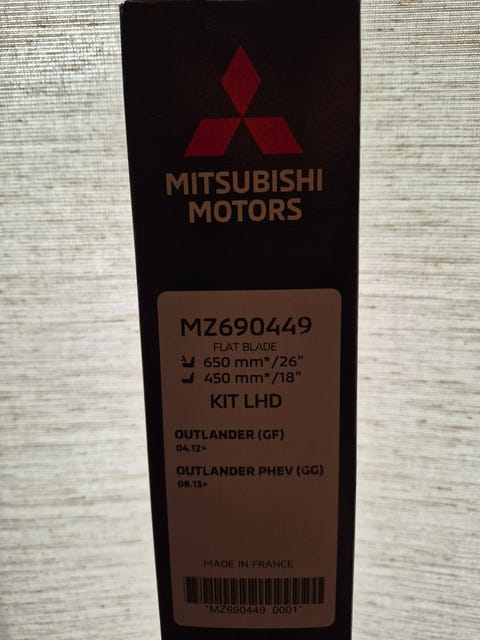 MITSUBISHI
MOTORS
MZ690449
FLAT BLADE
650 mm*/26"
450 mm*/18"
KIT LHD
OUTLANDER (GF)
04.12▸
OUTLANDER PHEV (GG)
08.13▸
MADE IN FRANCE
*MZ690449 0001*